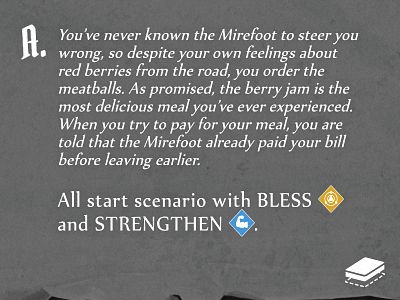 A. You've never known the Mirefoot to steer you
wrong, so despite your own feelings about
red berries from the road, you order the
meatballs. As promised, the berry jam is the
most delicious meal you've ever experienced.
When you try to pay for your meal, you are
told that the Mirefoot already paid your bill
before leaving earlier.
All start scenario with BLESS
and STRENGTHEN .